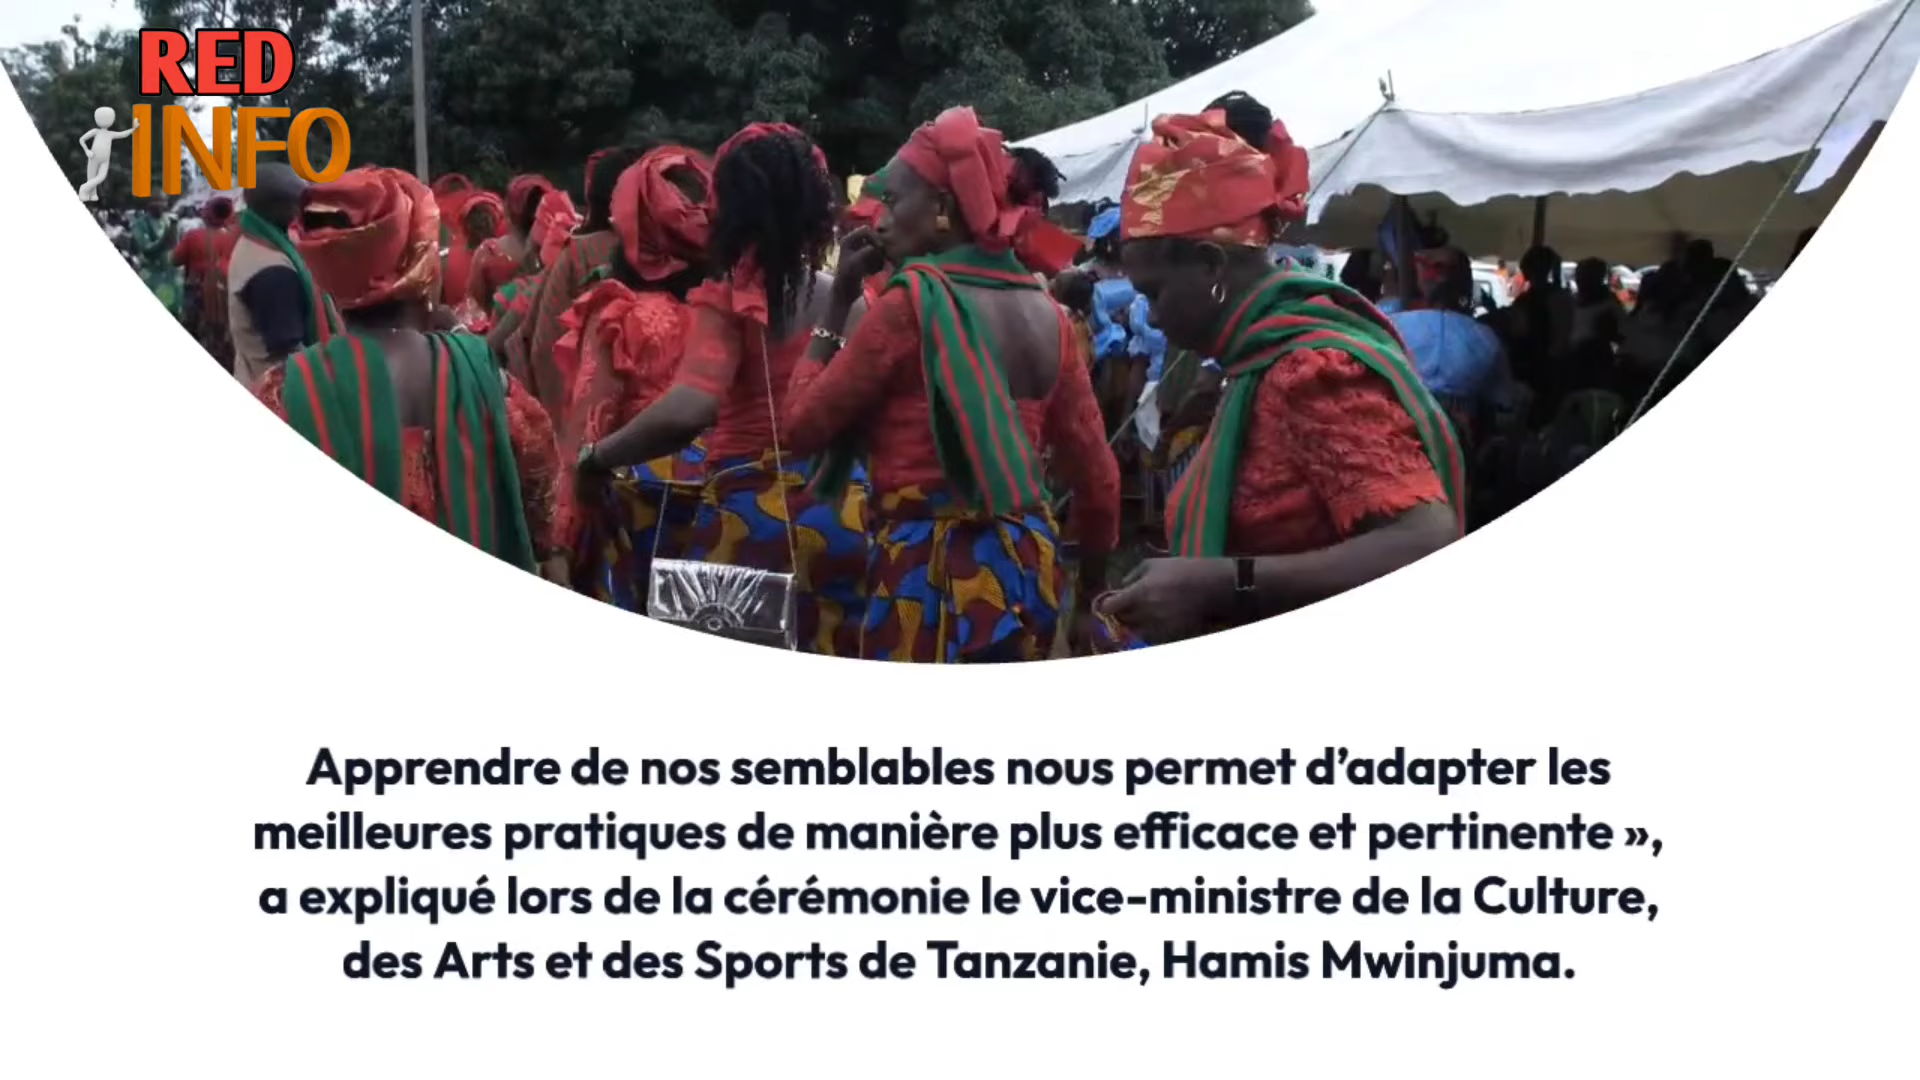 RED
INFO
Apprendre de nos semblables nous permet d’adapter les
meilleures pratiques de manière plus efficace et pertinente »,
a expliqué lors de la cérémonie le vice-ministre de la Culture,
des Arts et des Sports de Tanzanie, Hamis Mwinjuma.